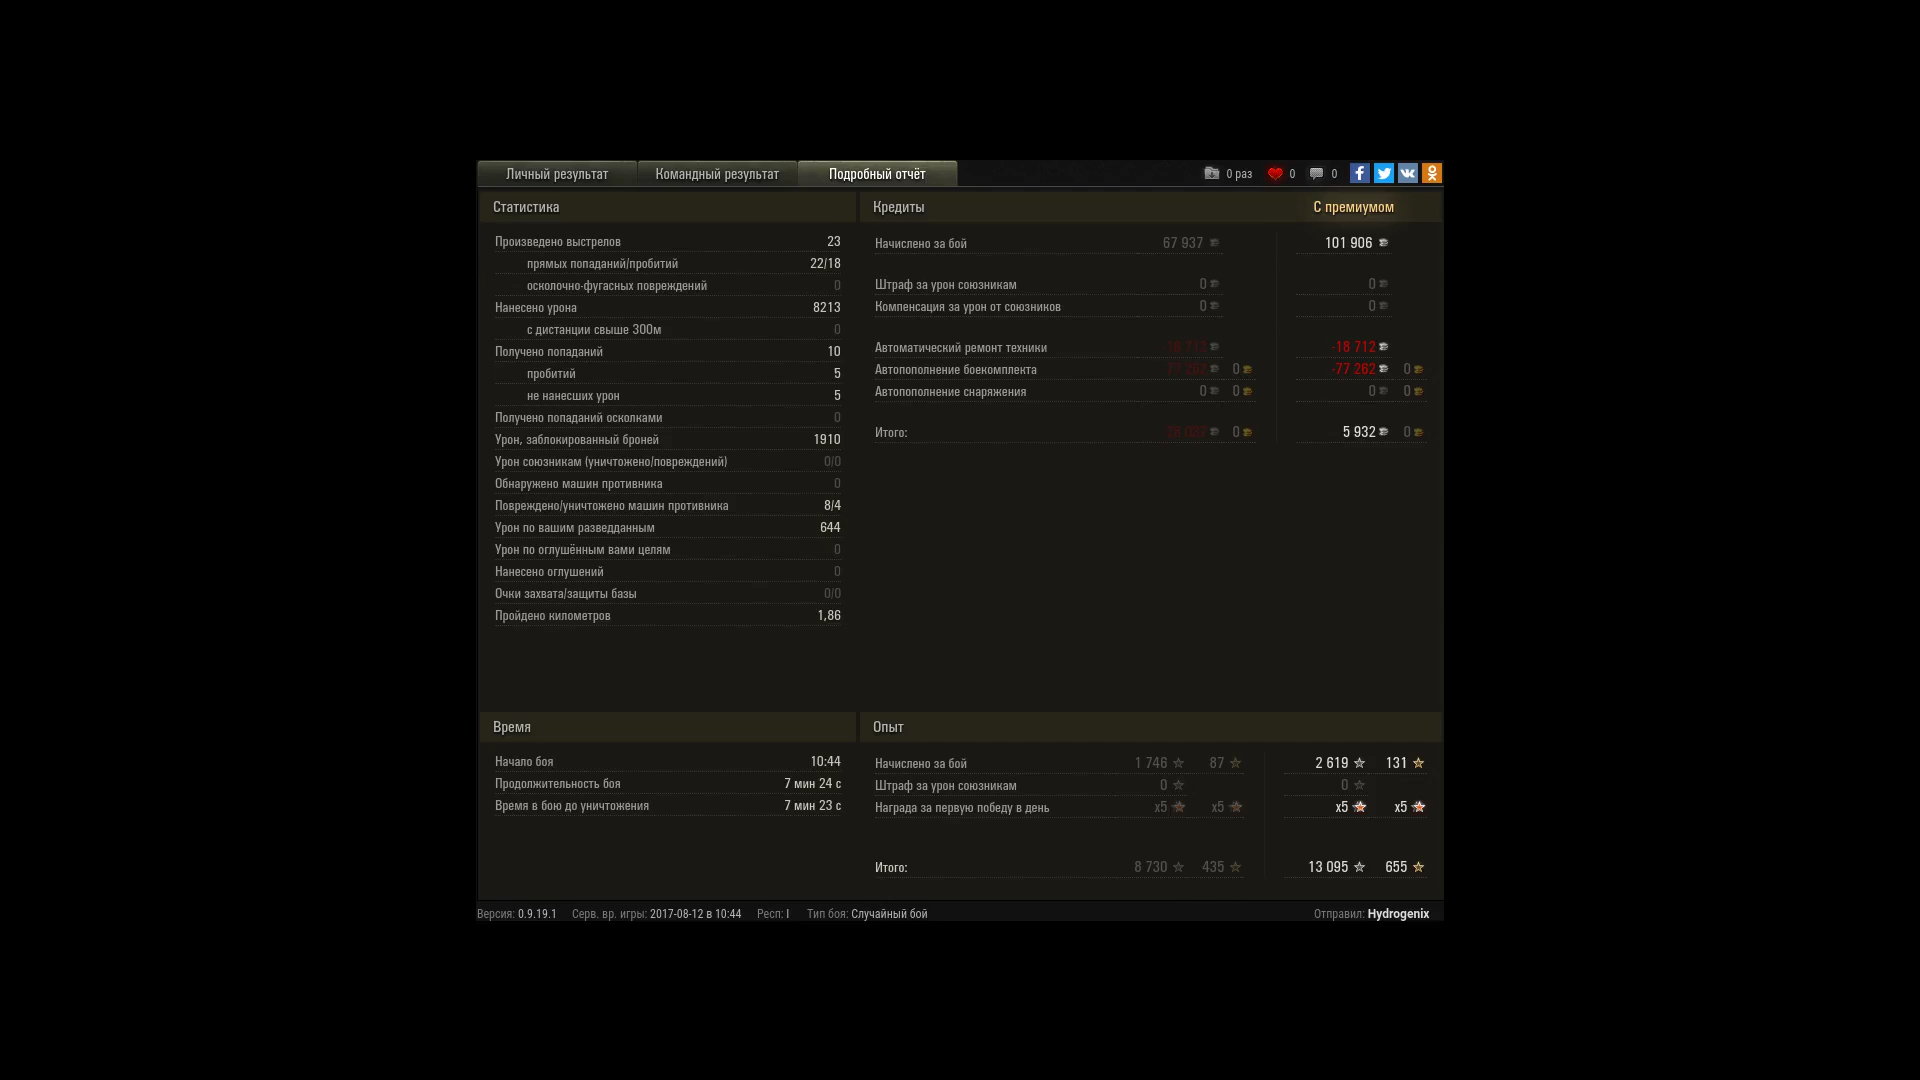 Личный результат Командный результат Подробный отчёт 0 раз 0 0
Статистика
Произведено выстрелов 23
прямых попаданий/пробитий 22/18
осколочно-фугасных повреждений 0
Нанесено урона 8213
с дистанции свыше 300м 0
Получено попаданий 10
пробитий 5
не нанесших урон 5
Получено попаданий осколками 0
Урон, заблокированный броней 1910
Урон союзникам (уничтожено/повреждений) 0/0
Обнаружено машин противника 0
Повреждено/уничтожено машин противника 8/4
Урон по вашим разведданным 644
Урон по оглушённым вами целям 0
Нанесено оглушений 0
Очки захвата/защиты базы 0/0
Пройдено километров 1,86
Кредиты С премиумом
Начислено за бой 67 937 101 906
Штраф за урон союзникам 0 0
Компенсация за урон от союзников 0 0
Автоматический ремонт техники -18 712 -18 712
Автопополнение боекомплекта -77 262 0 -77 262 0
Автопополнение снаряжения 0 0 0 0
Итого: 0 5 932 0
Время
Начало боя 10:44
Продолжительность боя 7 мин 24 с
Время в бою до уничтожения 7 мин 23 с
Опыт
Начислено за бой 1 746 87 2 619 131
Штраф за урон союзникам 0 0
Награда за первую победу в день x5 x5 x5 x5
Итого: 8 730 435 13 095 655
Версия: 0.9.19.1 Серв. вр. игры: 2017-08-12 в 10:44 Респ: I Тип боя: Случайный бой Отправил: Hydrogenix